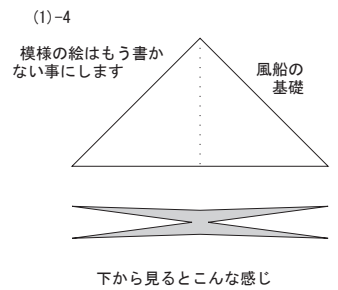 (1)-4
模様の絵はもう書か
ない事にします
風船の
基礎
下から見るとこんな感じ